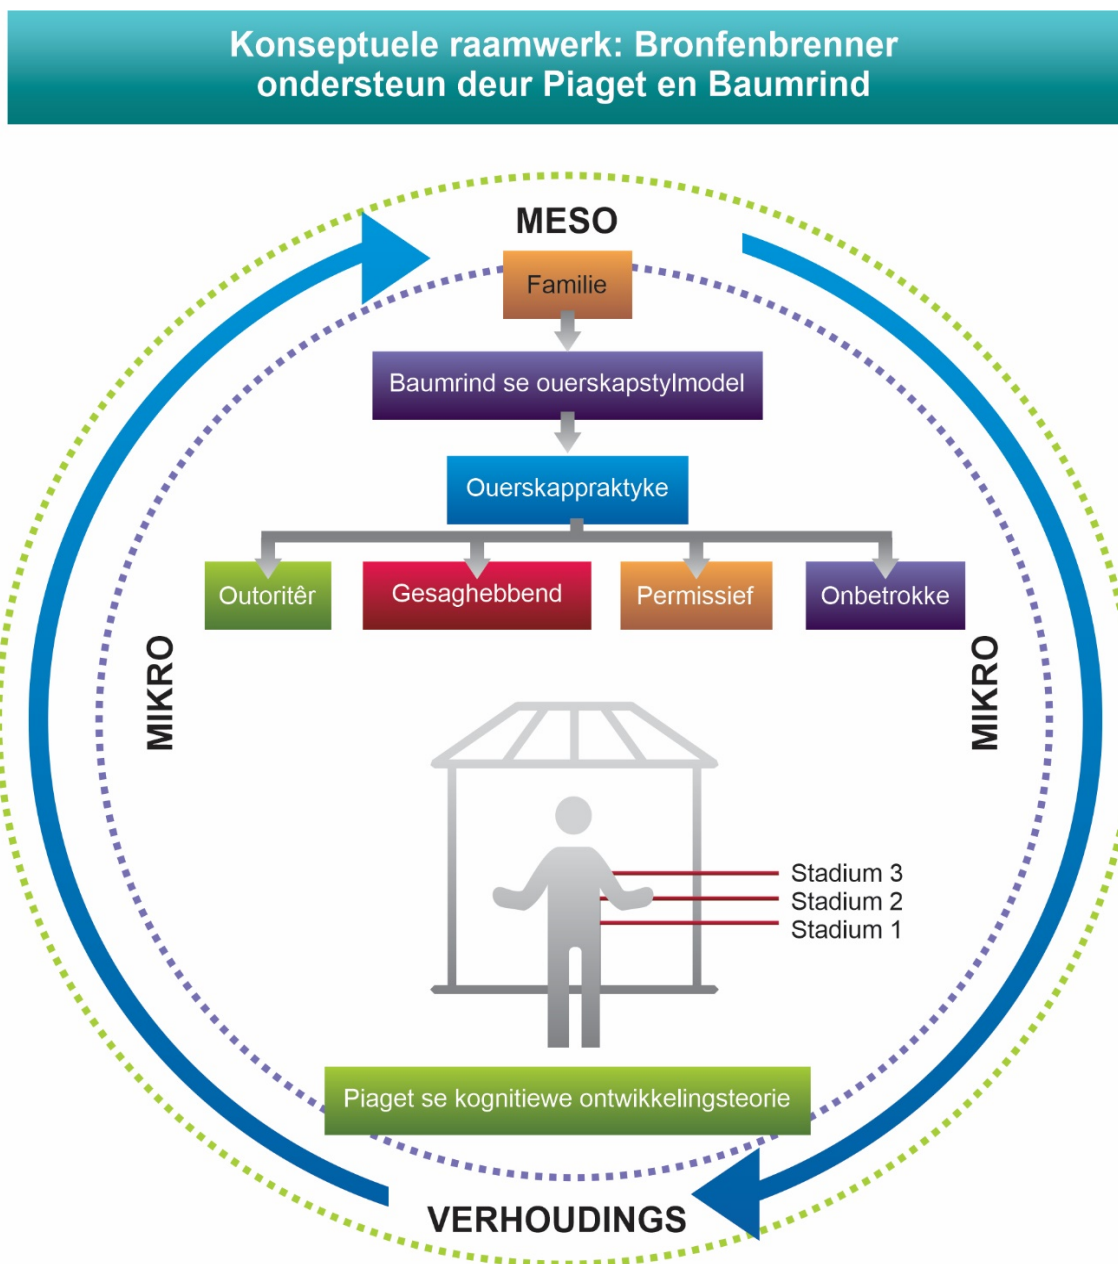 Konseptuele raamwerk: Bronfenbrenner
ondersteun deur Piaget en Baumrind
MESO
Familie
Baumrind se ouerskapstylmodel
Ouerskappraktyke
Outoritêr
Gesaghebbend
Permissief
Onbetrokke
MIKRO
MIKRO
Stadium 3
Stadium 2
Stadium 1
Piaget se kognitiewe ontwikkelingsteorie
VERHOUDINGS